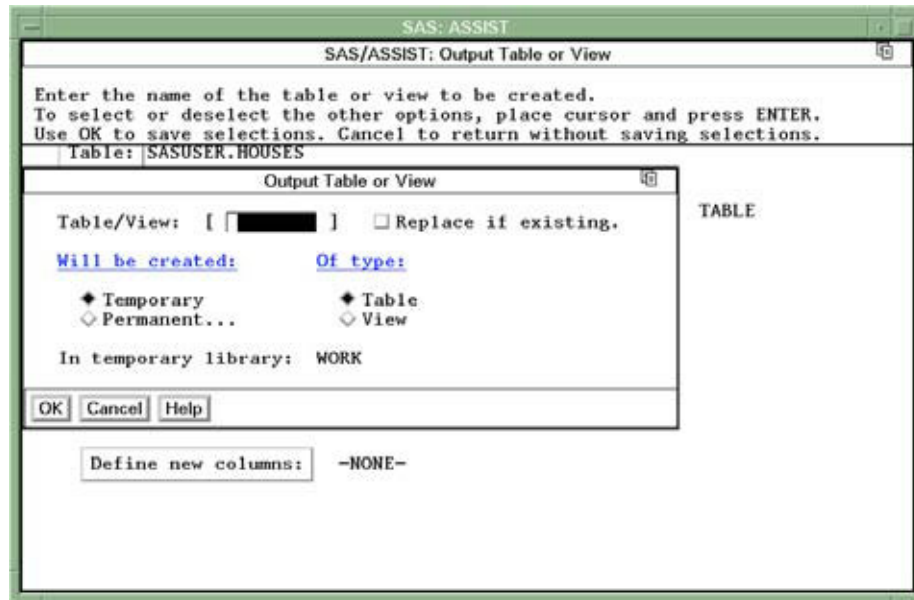 SAS: ASSIST
SAS/ASSIST: Output Table or View
Enter the name of the table or view to be created.
To select or deselect the other options, place cursor and press ENTER.
Use OK to save selections. Cancel to return without saving selections.
Table: SASUSER.HOUSES
Output Table or View
Table/View: [ ] Replace if existing.
TABLE
Will be created: Of type:
Temporary Table
Permanent... View
In temporary library: WORK
OK Cancel Help
Define new columns: -NONE-